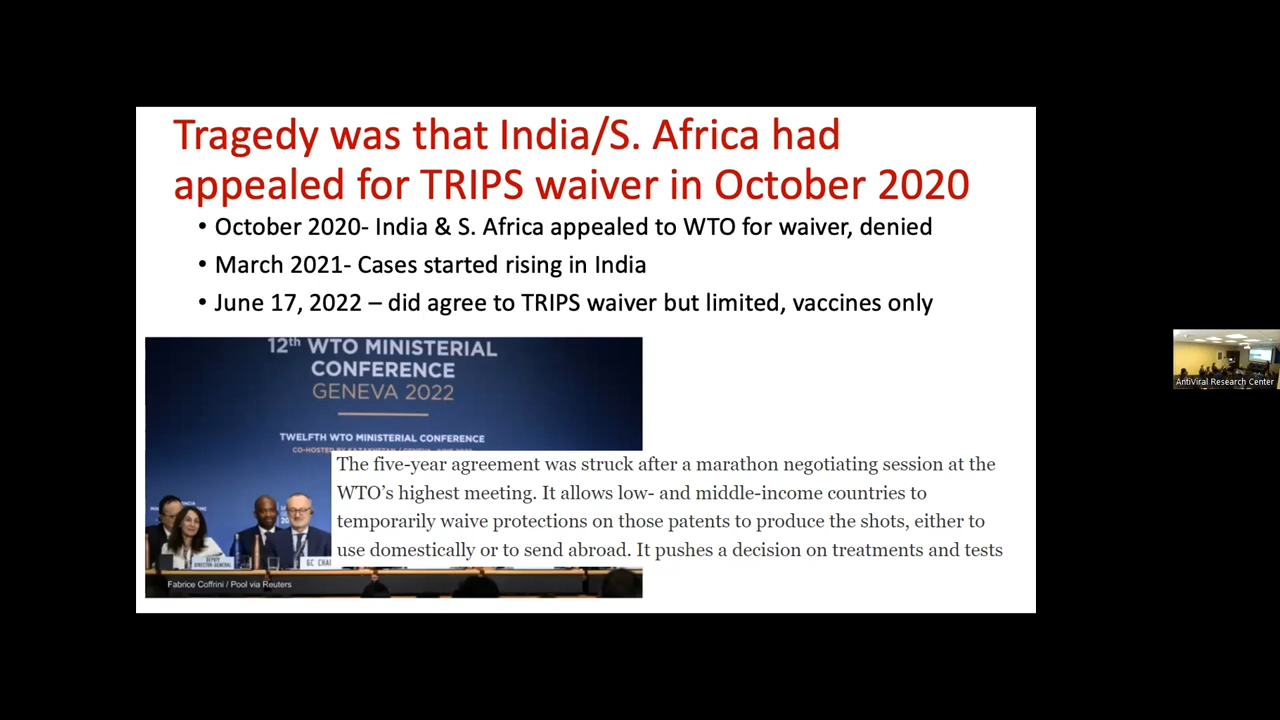 Tragedy was that India/S. Africa had
appealed for TRIPS waiver in October 2020
• October 2020- India & S. Africa appealed to WTO for waiver, denied
• March 2021- Cases started rising in India
• June 17, 2022 – did agree to TRIPS waiver but limited, vaccines only
12th WTO MINISTERIAL
CONFERENCE
GENEVA 2022
TWELFTH WTO MINISTERIAL CONFERENCE
The five-year agreement was struck after a marathon negotiating session at the
WTO’s highest meeting. It allows low- and middle-income countries to
temporarily waive protections on those patents to produce the shots, either to
use domestically or to send abroad. It pushes a decision on treatments and tests
DEPUTY
DIRECTOR-GENERAL
GC CHAI
Fabrice Coffrini / Pool via Reuters
AntiViral Research Center